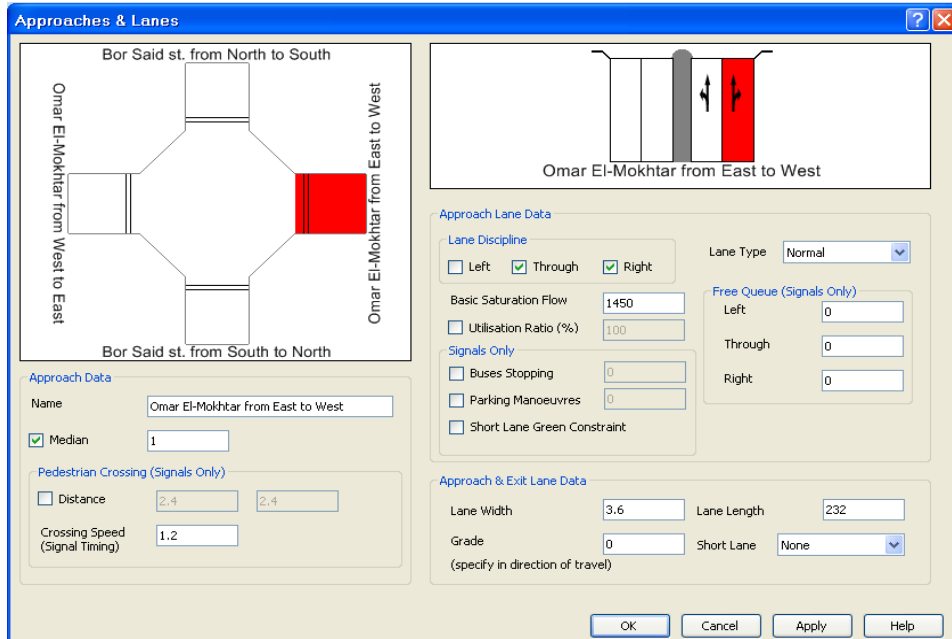 Approaches & Lanes
Bor Said st. from North to South
Omar El-Mokhtar from West to East
Omar El-Mokhtar from East to West
Bor Said st. from South to North
Omar El-Mokhtar from East to West
Approach Data
Name
Omar El-Mokhtar from East to West
Median
1
Pedestrian Crossing (Signals Only)
Distance
2.4
2.4
Crossing Speed
(Signal Timing)
1.2
Approach Lane Data
Lane Discipline
Left
Through
Right
Lane Type
Normal
Basic Saturation Flow
1450
Utilisation Ratio (%)
100
Signals Only
Buses Stopping
0
Parking Manoeuvres
0
Short Lane Green Constraint
Free Queue (Signals Only)
Left
0
Through
0
Right
0
Approach & Exit Lane Data
Lane Width
3.6
Lane Length
232
Grade
0
(specify in direction of travel)
Short Lane
None
OK
Cancel
Apply
Help